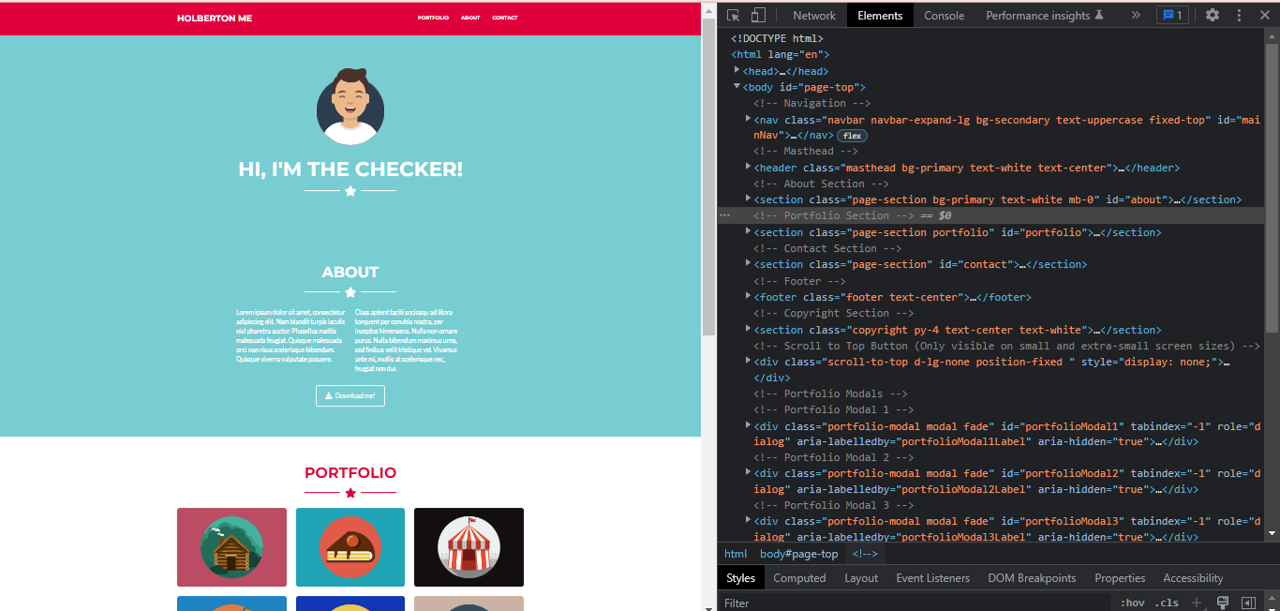 HOLBERTON ME
PORTFOLIO ABOUT CONTACT
HI, I'M THE CHECKER!
ABOUT
Lorem ipsum dolor sit amet, consectetur
adipiscing elit. Nam blandit turpis iaculis
nisl pharetra auctor. Phasellus mattis
malesuada feugiat. Quisque malesuada
orci non risus scelerisque bibendum.
Quisque viverra vulputate posuere.
Class aptent taciti sociosqu ad litora
torquent per conubia nostra, per
inceptos himenaeos. Nulla non ornare
purus. Nulla bibendum maximus urna,
sed finibus velit tristique vel. Vivamus
ante mi, mollis at scelerisque nec,
feugiat non dui.
Download me!
PORTFOLIO
Network Elements Console Performance insights 1
<!DOCTYPE html>
<html lang="en">
<head>…</head>
<body id="page-top">
<!-- Navigation -->
<nav class="navbar navbar-expand-lg bg-secondary text-uppercase fixed-top" id="mai
nNav">…</nav> flex
<!-- Masthead -->
<header class="masthead bg-primary text-white text-center">…</header>
<!-- About Section -->
<section class="page-section bg-primary text-white mb-0" id="about">…</section>
<!-- Portfolio Section --> == $0
<section class="page-section portfolio" id="portfolio">…</section>
<!-- Contact Section -->
<section class="page-section" id="contact">…</section>
<!-- Footer -->
<footer class="footer text-center">…</footer>
<!-- Copyright Section -->
<section class="copyright py-4 text-center text-white">…</section>
<!-- Scroll to Top Button (Only visible on small and extra-small screen sizes) -->
<div class="scroll-to-top d-lg-none position-fixed " style="display: none;">…
</div>
<!-- Portfolio Modals -->
<!-- Portfolio Modal 1 -->
<div class="portfolio-modal modal fade" id="portfolioModal1" tabindex="-1" role="d
ialog" aria-labelledby="portfolioModal1Label" aria-hidden="true">…</div>
<!-- Portfolio Modal 2 -->
<div class="portfolio-modal modal fade" id="portfolioModal2" tabindex="-1" role="d
ialog" aria-labelledby="portfolioModal2Label" aria-hidden="true">…</div>
<!-- Portfolio Modal 3 -->
<div class="portfolio-modal modal fade" id="portfolioModal3" tabindex="-1" role="d
ialog" aria-labelledby="portfolioModal3Label" aria-hidden="true">…</div>
html body#page-top <!-->
Styles Computed Layout Event Listeners DOM Breakpoints Properties Accessibility
Filter :hov .cls